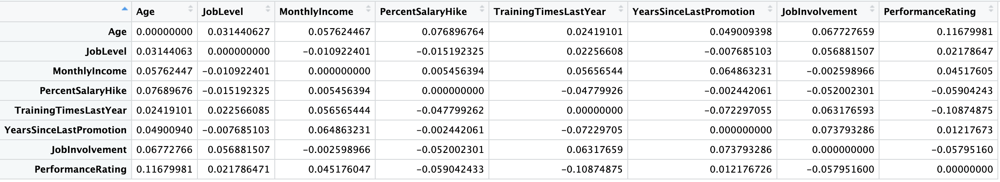 Age JobLevel MonthlyIncome PercentSalaryHike TrainingTimesLastYear YearsSinceLastPromotion JobInvolvement PerformanceRating
Age 0.00000000 0.031440627 0.057624467 0.076896764 0.02419101 0.049009398 0.067727659 0.11679981
JobLevel 0.03144063 0.000000000 -0.010922401 -0.015192325 0.02256608 -0.007685103 0.056881507 0.02178647
MonthlyIncome 0.05762447 -0.010922401 0.000000000 0.005456394 0.05656544 0.064863231 -0.002598966 0.04517605
PercentSalaryHike 0.07689676 -0.015192325 0.005456394 0.000000000 -0.04779926 -0.002442061 -0.052002301 -0.05904243
TrainingTimesLastYear 0.02419101 0.022566085 0.056565444 -0.047799262 0.00000000 -0.072297055 0.063176593 -0.10874875
YearsSinceLastPromotion 0.04900940 -0.007685103 0.064863231 -0.002442061 -0.07229705 0.000000000 0.073793286 0.01217673
JobInvolvement 0.06772766 0.056881507 -0.002598966 -0.052002301 0.06317659 0.073793286 0.000000000 -0.05795160
PerformanceRating 0.11679981 0.021786471 0.045176047 -0.059042433 -0.10874875 0.012176726 -0.057951600 0.00000000